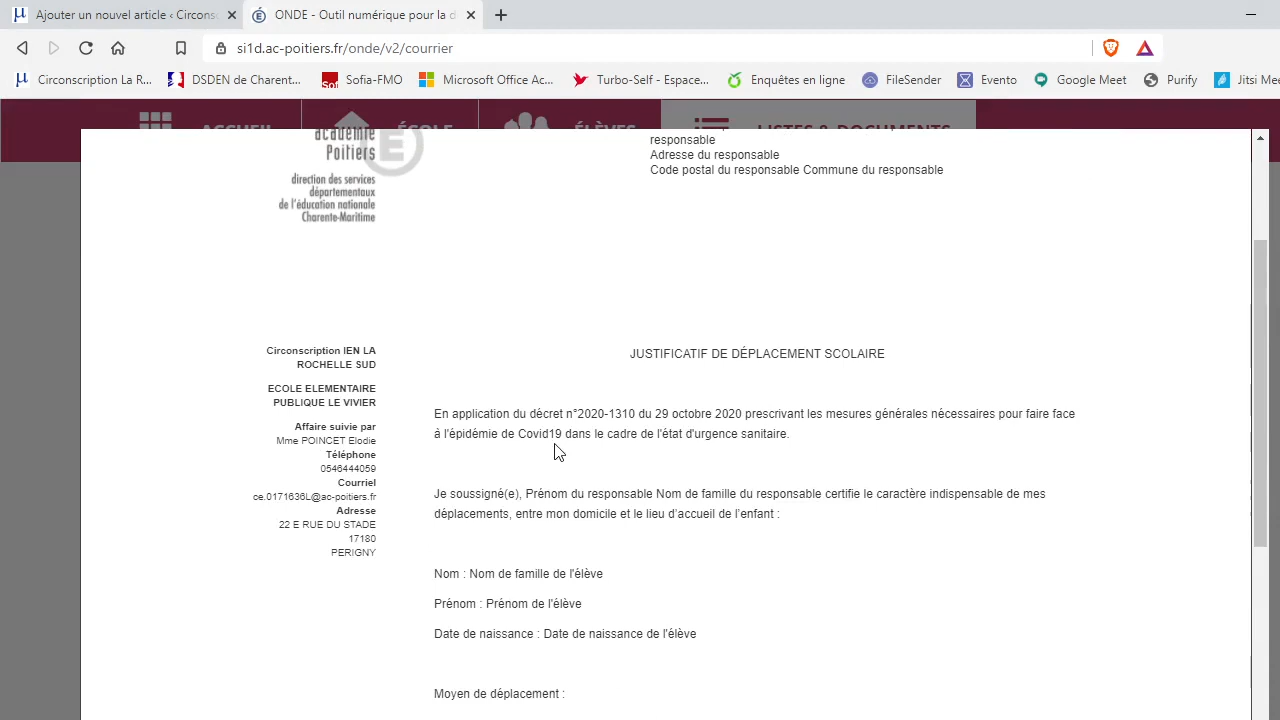 Ajouter un nouvel article ‹ Circons
ONDE - Outil numérique pour la d
si1d.ac-poitiers.fr/onde/v2/courrier
Circonscription La R...
DSDEN de Charent...
Sofia-FMO
Microsoft Office Ac...
Turbo-Self - Espace...
Enquêtes en ligne
FileSender
Evento
Google Meet
Purify
Jitsi Me
ACCUEIL
ÉCOLE
ÉLÈVES
LISTES & DOCUMENTS
académie
Poitiers
direction des services
départementaux
de l'éducation nationale
Charente-Maritime
responsable
Adresse du responsable
Code postal du responsable Commune du responsable
Circonscription IEN LA
ROCHELLE SUD
ECOLE ELEMENTAIRE
PUBLIQUE LE VIVIER
Affaire suivie par
Mme POINCET Elodie
Téléphone
0546444059
Courriel
ce.0171636L@ac-poitiers.fr
Adresse
22 E RUE DU STADE
17180
PERIGNY
JUSTIFICATIF DE DÉPLACEMENT SCOLAIRE
En application du décret n°2020-1310 du 29 octobre 2020 prescrivant les mesures générales nécessaires pour faire face
à l'épidémie de Covid19 dans le cadre de l'état d'urgence sanitaire.
Je soussigné(e), Prénom du responsable Nom de famille du responsable certifie le caractère indispensable de mes
déplacements, entre mon domicile et le lieu d'accueil de l'enfant :
Nom : Nom de famille de l'élève
Prénom : Prénom de l'élève
Date de naissance : Date de naissance de l'élève
Moyen de déplacement :